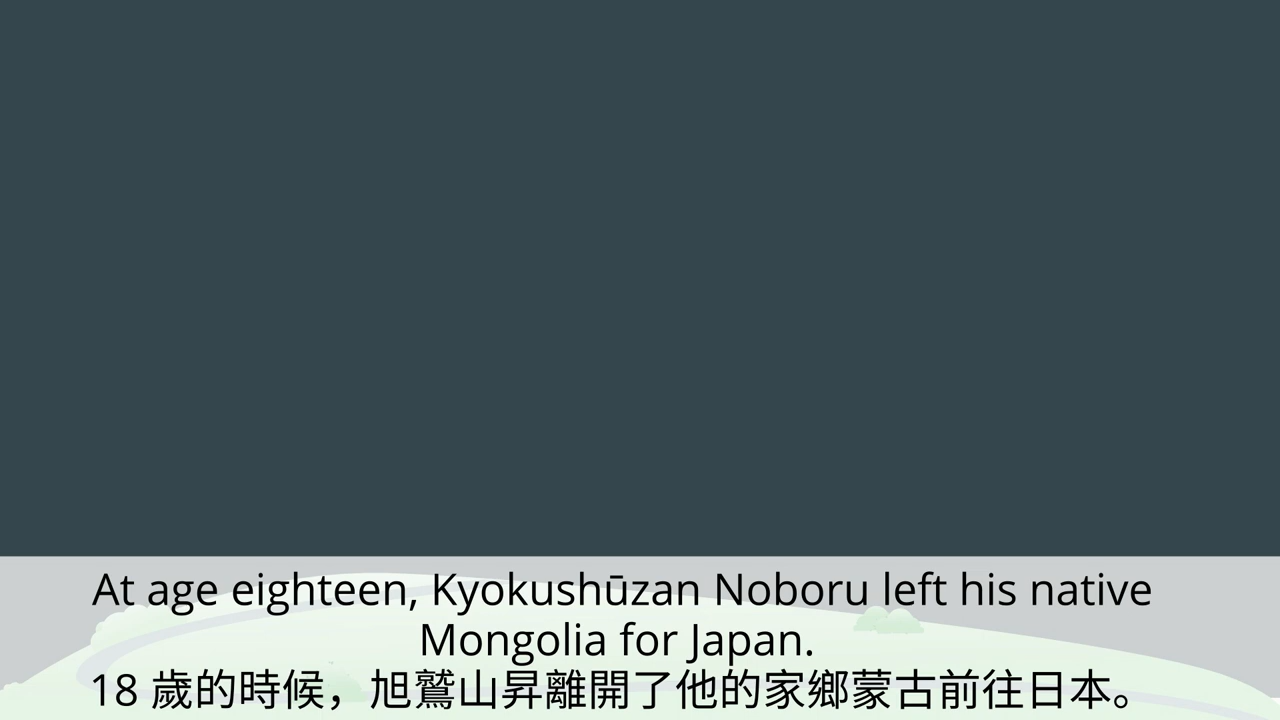 At age eighteen, Kyokushūzan Noboru left his native
Mongolia for Japan.
18 歲的時候，旭鷲山昇離開了他的家鄉蒙古前往日本。